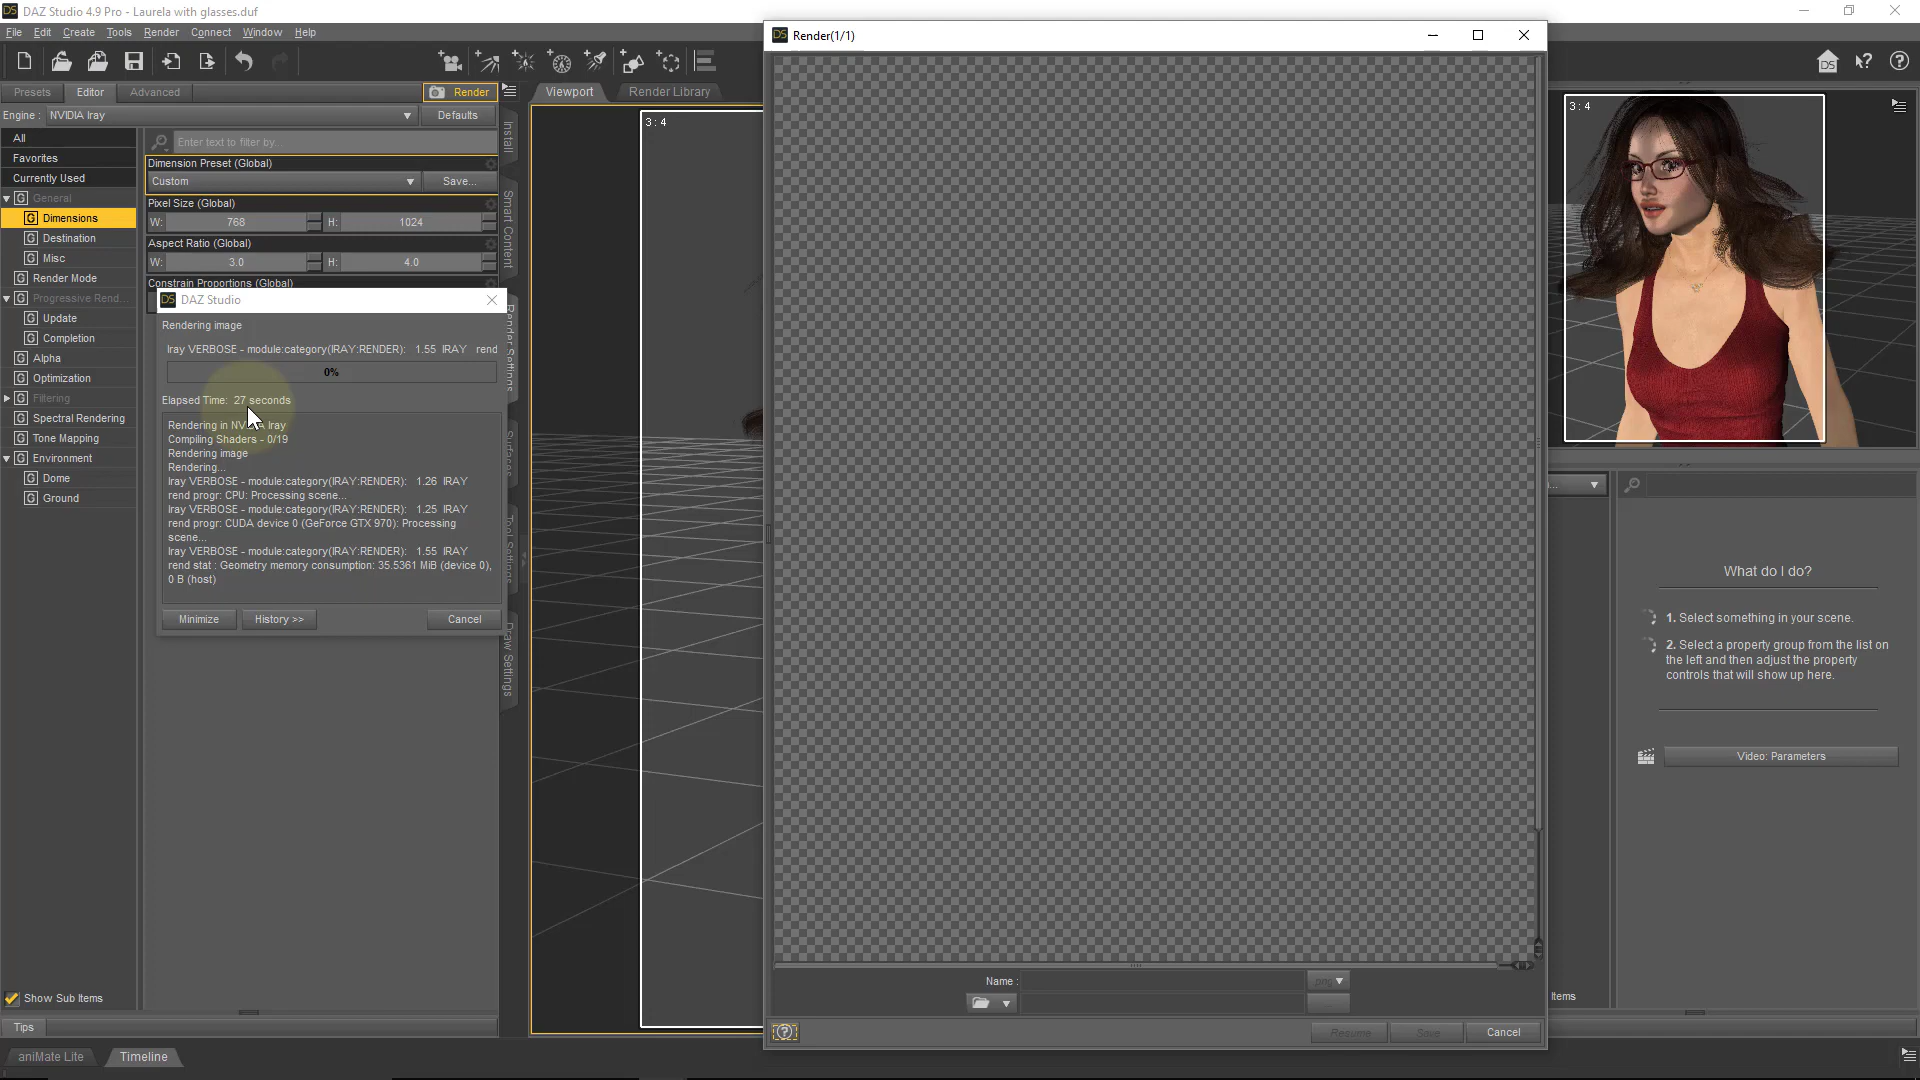 DAZ Studio 4.9 Pro - Laurela with glasses.duf
File Edit Create Tools Render Connect Window Help
Presets Editor Advanced Render
Engine : NVIDIA Iray Defaults
All
Favorites
Currently Used
General
Dimensions
Destination
Misc
Render Mode
Progressive Rend...
Update
Completion
Alpha
Optimization
Filtering
Spectral Rendering
Tone Mapping
Environment
Dome
Ground
Show Sub Items
Tips
aniMate Lite Timeline
Enter text to filter by...
Dimension Preset (Global)
Custom Save...
Pixel Size (Global)
W: 768 H: 1024
Aspect Ratio (Global)
W: 3.0 H: 4.0
Constrain Proportions (Global)
DAZ Studio
Rendering image
Iray VERBOSE - module:category(IRAY:RENDER): 1.55 IRAY rend
0%
Elapsed Time: 27 seconds
Rendering in NVIDIA Iray
Compiling Shaders - 0/19
Rendering image
Rendering...
Iray VERBOSE - module:category(IRAY:RENDER): 1.26 IRAY
rend progr: CPU: Processing scene...
Iray VERBOSE - module:category(IRAY:RENDER): 1.25 IRAY
rend progr: CUDA device 0 (GeForce GTX 970): Processing
scene...
Iray VERBOSE - module:category(IRAY:RENDER): 1.55 IRAY
rend stat : Geometry memory consumption: 35.5361 MiB (device 0),
0 B (host)
Minimize History >> Cancel
Install
Smart Content
Render Settings
Surfaces
Tool Settings
Draw Settings
Viewport Render Library
3 : 4
Render(1/1)
Name :
.png
Resume Save Cancel
3 : 4
What do I do?
1. Select something in your scene.
2. Select a property group from the list on
the left and then adjust the property
controls that will show up here.
Video: Parameters
Items